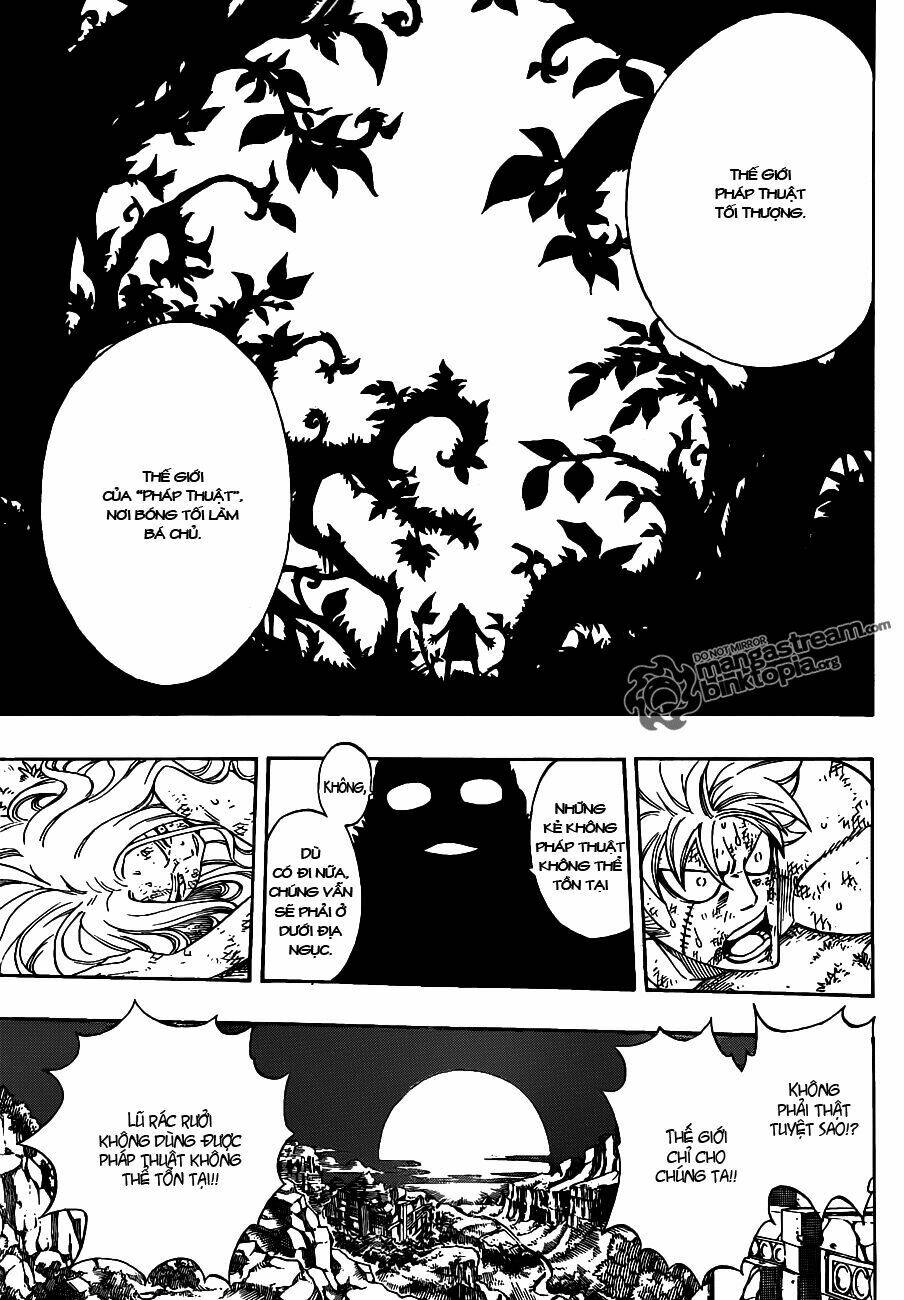 THẾ GIỚI
PHÁP THUẬT
TỐI THƯỢNG.
THẾ GIỚI
CỦA "PHÁP THUẬT",
NƠI BÓNG TỐI LÀM
BÁ CHỦ.
DO NOT MIRROR
mangastream.com
binktopia.org
NHỮNG
KẺ KHÔNG
PHÁP THUẬT
KHÔNG THỂ
TỒN TẠI
KHÔNG,
DÙ
CÓ ĐI NỮA,
CHÚNG VẪN
SẼ PHẢI Ở
DƯỚI ĐỊA
NGỤC.
KHÔNG
PHẢI THẬT
TUYỆT SAO!?
THẾ GIỚI
CHỈ CHO
CHÚNG TA!!
LŨ RÁC RƯỞI
KHÔNG DÙNG ĐƯỢC
PHÁP THUẬT KHÔNG
THỂ TỒN TẠI!!